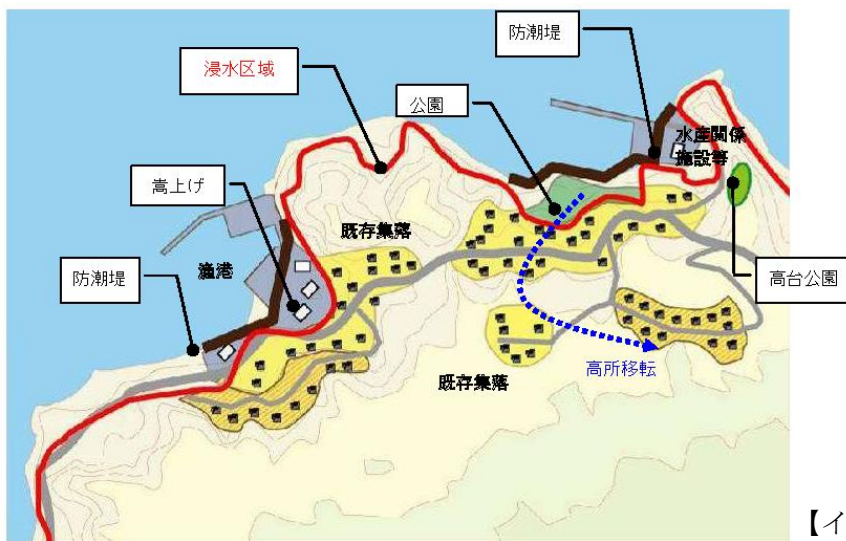 防潮堤
浸水区域
公園
水産関係
施設等
嵩上げ
既存集落
漁港
防潮堤
高台公園
高所移転
既存集落
【イ